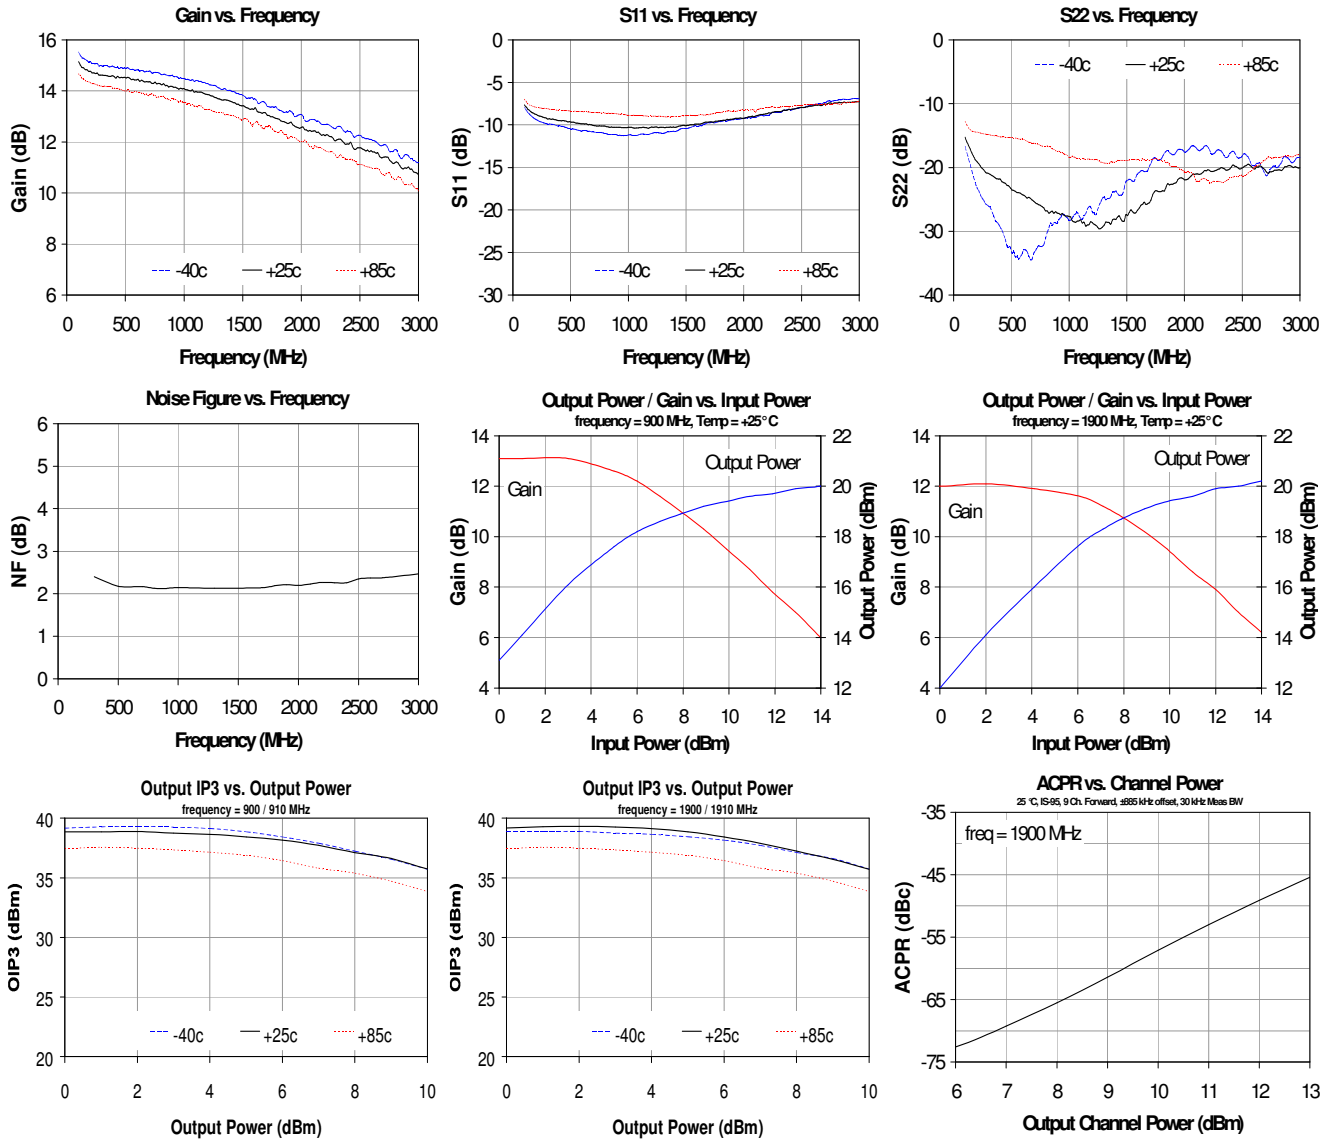 Gain vs. Frequency
16
14
12
10
8
6
Gain (dB)
-40c +25c +85c
0 500 1000 1500 2000 2500 3000
Frequency (MHz)
S11 vs. Frequency
0
-5
-10
-15
-20
-25
-30
S11 (dB)
-40c +25c +85c
0 500 1000 1500 2000 2500 3000
Frequency (MHz)
S22 vs. Frequency
0
-10
-20
-30
-40
S22 (dB)
-40c +25c +85c
0 500 1000 1500 2000 2500 3000
Frequency (MHz)
Noise Figure vs. Frequency
6
5
4
3
2
1
0
NF (dB)
0 500 1000 1500 2000 2500 3000
Frequency (MHz)
Output Power / Gain vs. Input Power
frequency = 900 MHz, Temp = +25° C
14
12
10
8
6
4
Gain (dB)
Output Power
Gain
22
20
18
16
14
12
Output Power (dBm)
0 2 4 6 8 10 12 14
Input Power (dBm)
Output Power / Gain vs. Input Power
frequency = 1900 MHz, Temp = +25° C
14
12
10
8
6
4
Gain (dB)
Output Power
Gain
22
20
18
16
14
12
Output Power (dBm)
0 2 4 6 8 10 12 14
Input Power (dBm)
Output IP3 vs. Output Power
frequency = 900 / 910 MHz
40
35
30
25
20
OIP3 (dBm)
-40c +25c +85c
0 2 4 6 8 10
Output Power (dBm)
Output IP3 vs. Output Power
frequency = 1900 / 1910 MHz
40
35
30
25
20
OIP3 (dBm)
-40c +25c +85c
0 2 4 6 8 10
Output Power (dBm)
ACPR vs. Channel Power
25 °C, IS-95, 9 Ch. Forward, ±885 kHz offset, 30 kHz Meas BW
-35
-45
-55
-65
-75
ACPR (dBc)
freq = 1900 MHz
6 7 8 9 10 11 12 13
Output Channel Power (dBm)